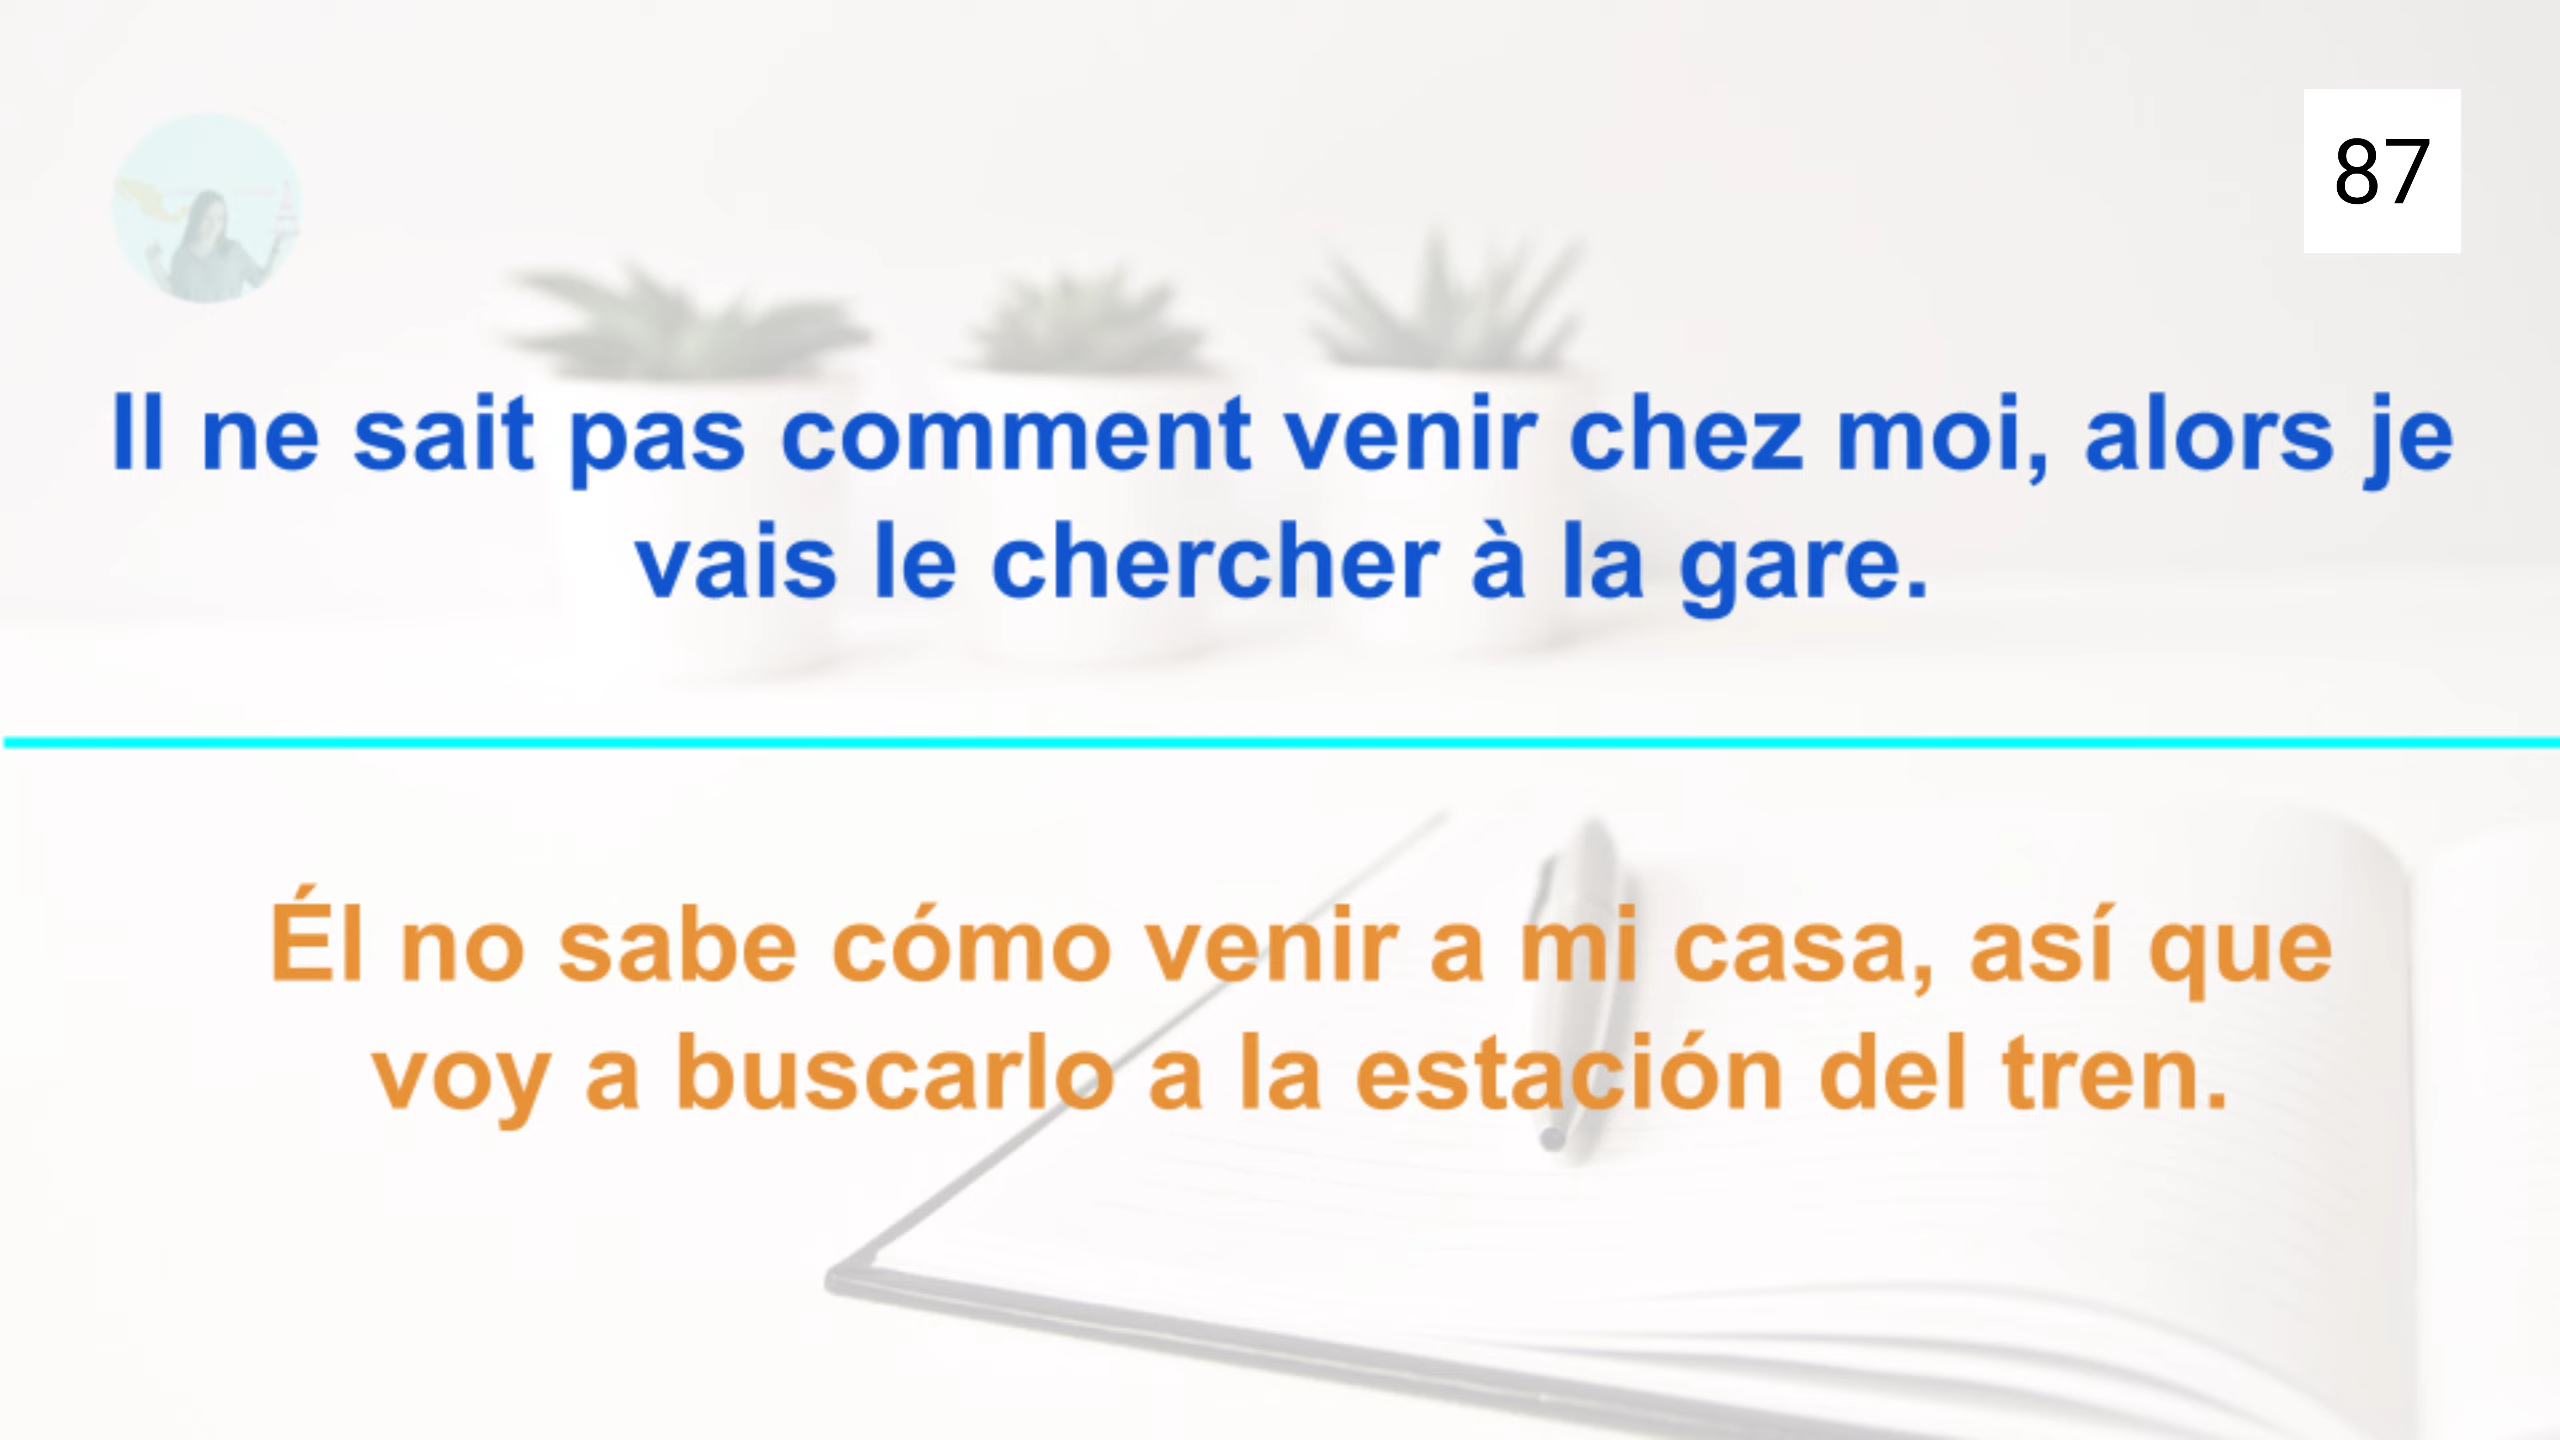 87
Il ne sait pas comment venir chez moi, alors je
vais le chercher à la gare.
Él no sabe cómo venir a mi casa, así que
voy a buscarlo a la estación del tren.